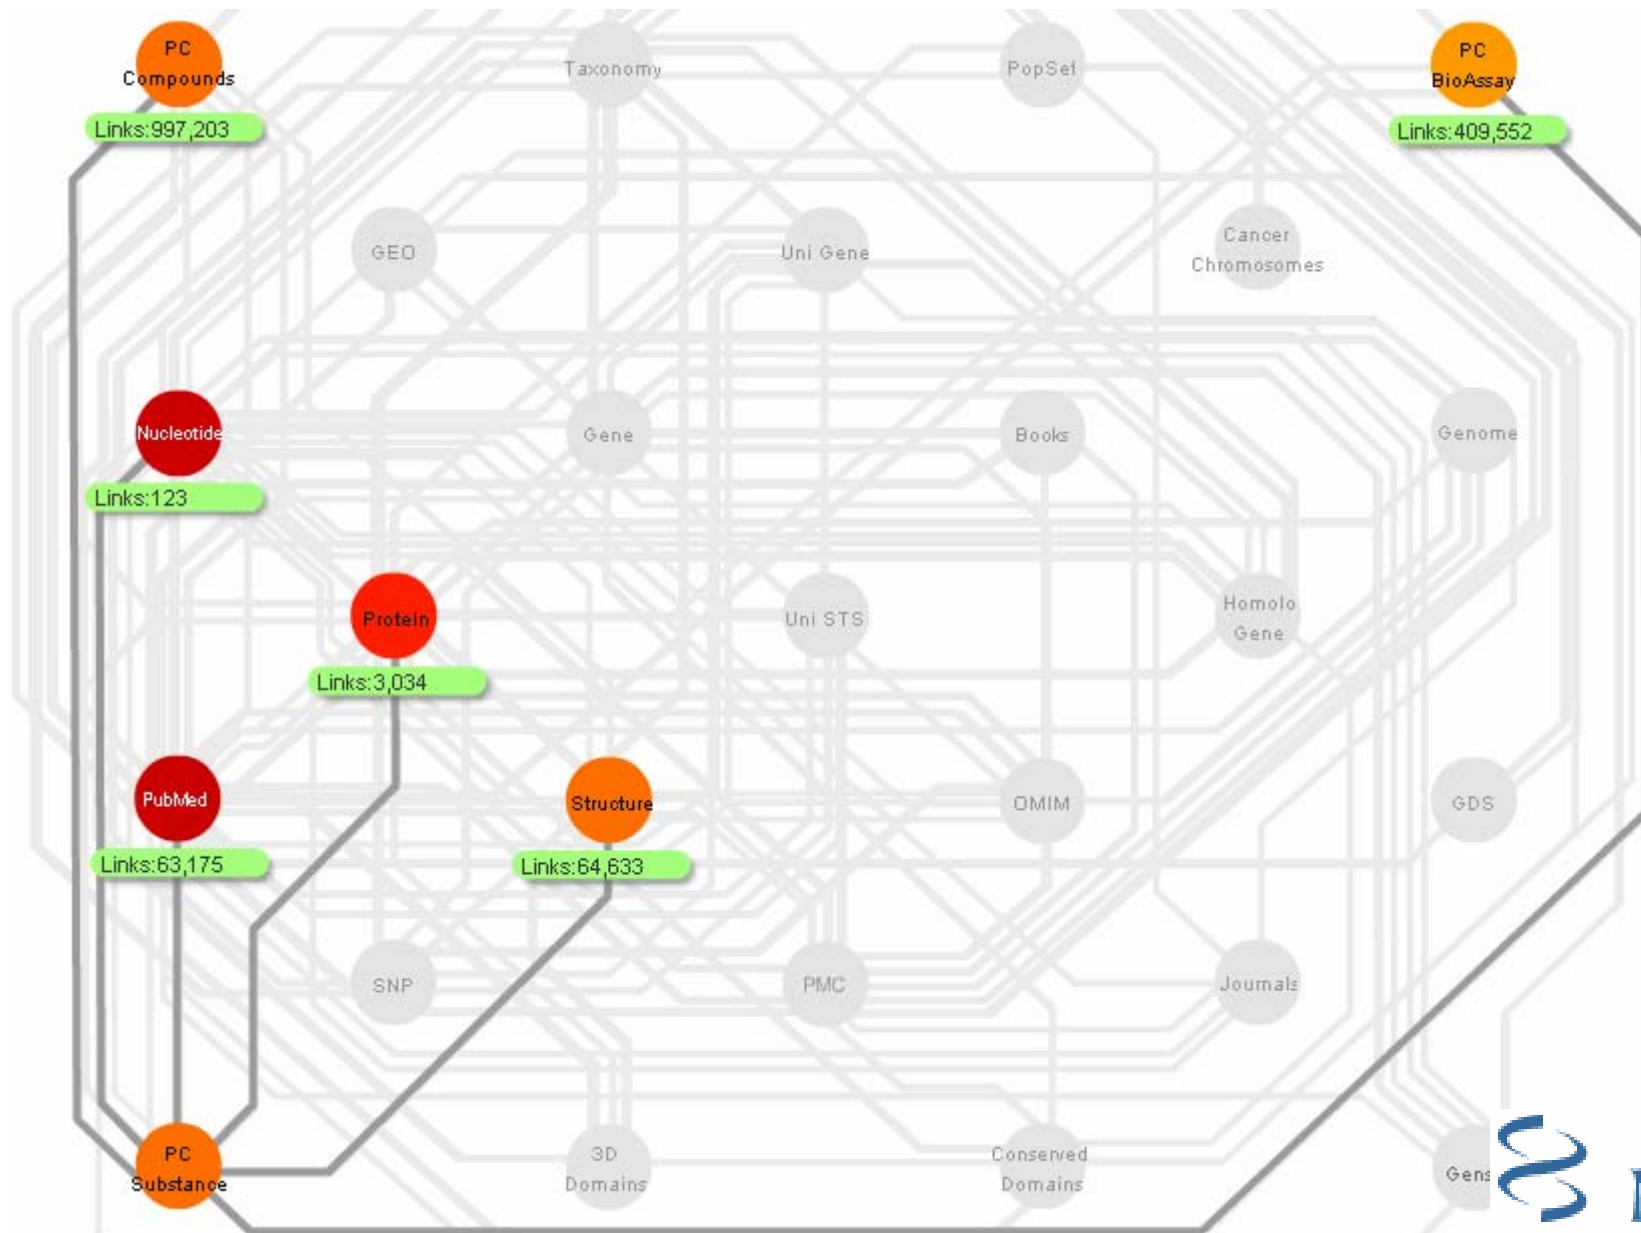 PC
Compounds
Links:997,203
Taxonomy
PopSet
PC
BioAssay
Links:409,552
GEO
Uni Gene
Cancer
Chromosomes
Nucleotide
Links:123
Gene
Books
Genome
Protein
Links:3,034
Uni STS
Homolo
Gene
PubMed
Links:63,175
Structure
Links:64,633
OMIM
GDS
SNP
PMC
Journals
PC
Substance
3D
Domains
Conserved
Domains
Gens